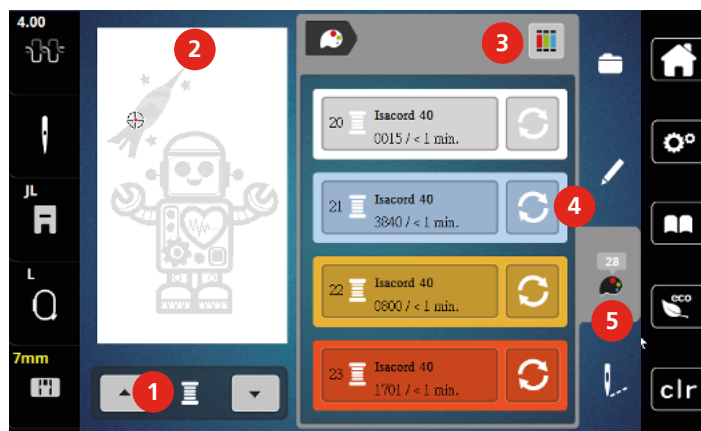 4.00
2
3
20 Isacord 40
0015 / < 1 min.
JL
21 Isacord 40
3840 / < 1 min.
4
28
L
22 Isacord 40
0800 / < 1 min.
eco
5
7mm
23 Isacord 40
1701 / < 1 min.
1
clr